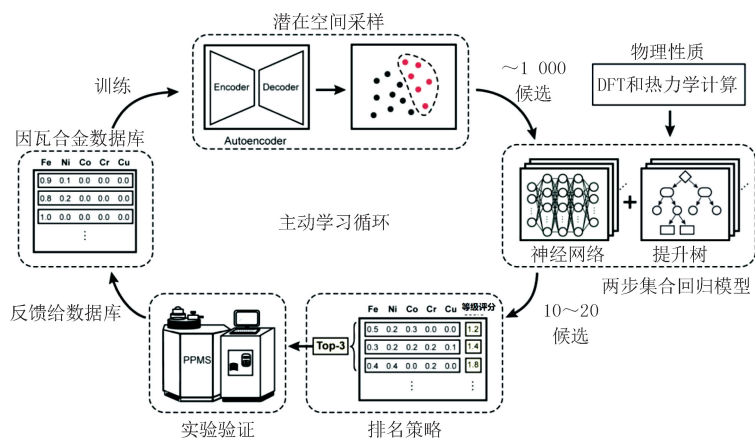 潜在空间采样
Encoder
Decoder
Autoencoder
训练
～1 000
候选
物理性质
DFT和热力学计算
因瓦合金数据库
Fe Ni Co Cr Cu
0.9 0.1 0.0 0.0 0.0
0.8 0.2 0.0 0.0 0.0
1.0 0.0 0.0 0.0 0.0
⋮
主动学习循环
+
神经网络
提升树
两步集合回归模型
10～20
候选
反馈给数据库
PPMS
实验验证
Top-3
Fe Ni Co Cr Cu 等级评分
0.5 0.2 0.3 0.0 0.0 1.2
0.3 0.2 0.2 0.2 0.1 1.4
0.4 0.4 0.0 0.2 0.0 1.8
⋮ ⋮
排名策略